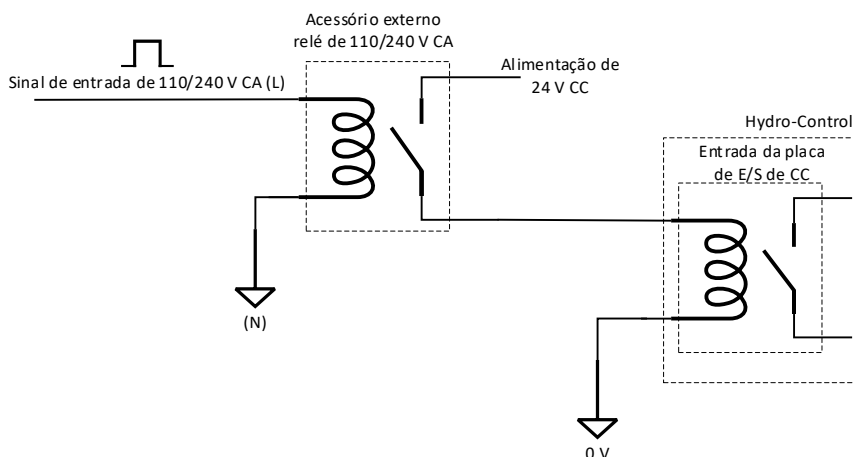 Acessório externo
relé de 110/240 V CA
Sinal de entrada de 110/240 V CA (L)
Alimentação de
24 V CC
Hydro-Control
Entrada da placa
de E/S de CC
(N)
0 V